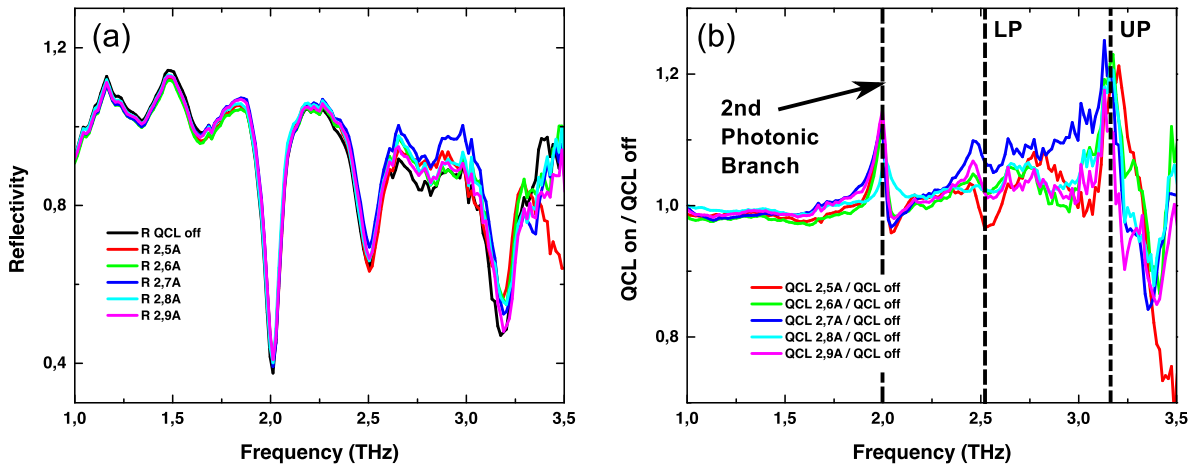 (a)
1,2
1,0
0,8
0,4
Reflectivity
R QCL off
R 2,5A
R 2,6A
R 2,7A
R 2,8A
R 2,9A
1,0 1,5 2,0 2,5 3,0 3,5
Frequency (THz)
(b)
LP
UP
2nd
Photonic
Branch
1,2
1,0
0,8
QCL on / QCL off
QCL 2,5A / QCL off
QCL 2,6A / QCL off
QCL 2,7A / QCL off
QCL 2,8A / QCL off
QCL 2,9A / QCL off
1,0 1,5 2,0 2,5 3,0 3,5
Frequency (THz)